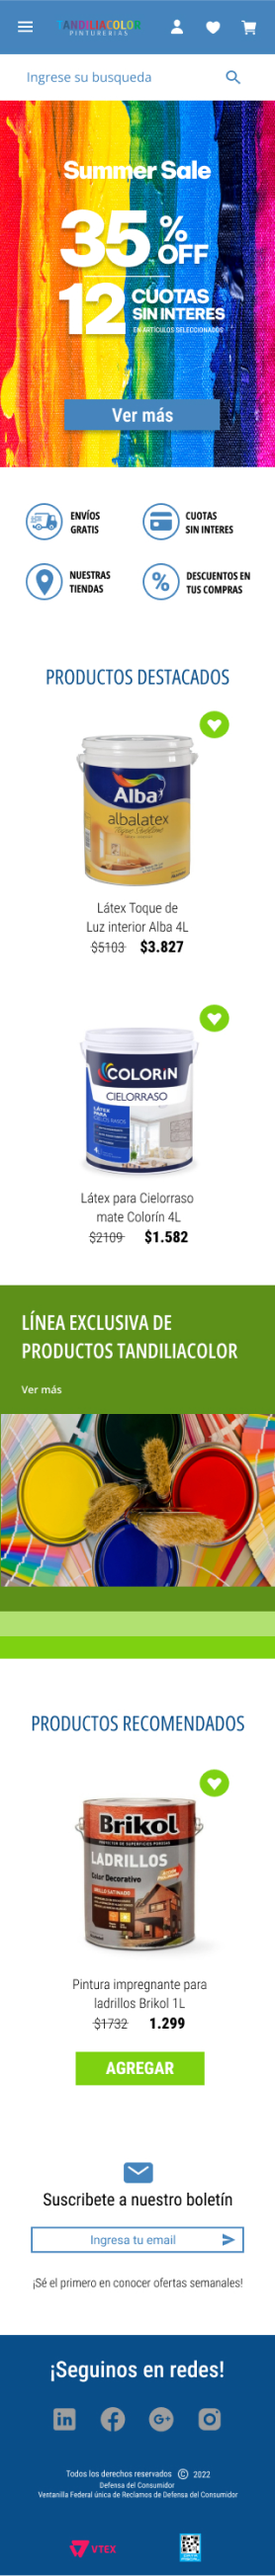 TANDILIACOLOR
PINTURERIAS
Ingrese su busqueda
Summer Sale
35%
OFF
12 CUOTAS
SIN INTERES
EN ARTÍCULOS SELECCIONADOS
Ver más
ENVÍOS
GRATIS
CUOTAS
SIN INTERES
NUESTRAS
TIENDAS
DESCUENTOS EN
TUS COMPRAS
PRODUCTOS DESTACADOS
Alba
albalatex
Látex Toque de
Luz interior Alba 4L
$5103 $3.827
COLORIN
CIELORRASO
LÁTEX
PARA
Látex para Cielorraso
mate Colorín 4L
$2109 $1.582
LÍNEA EXCLUSIVA DE
PRODUCTOS TANDILIACOLOR
Ver más
PRODUCTOS RECOMENDADOS
Brikol
LADRILLOS
Color Decorativo
Pintura impregnante para
ladrillos Brikol 1L
$1732 1.299
AGREGAR
Suscribete a nuestro boletín
Ingresa tu email
¡Sé el primero en conocer ofertas semanales!
¡Seguinos en redes!
in
G+
Todos los derechos reservados © 2022
Defensa del Consumidor
Ventanilla Federal única de Reclamos de Defensa del Consumidor
VTEX